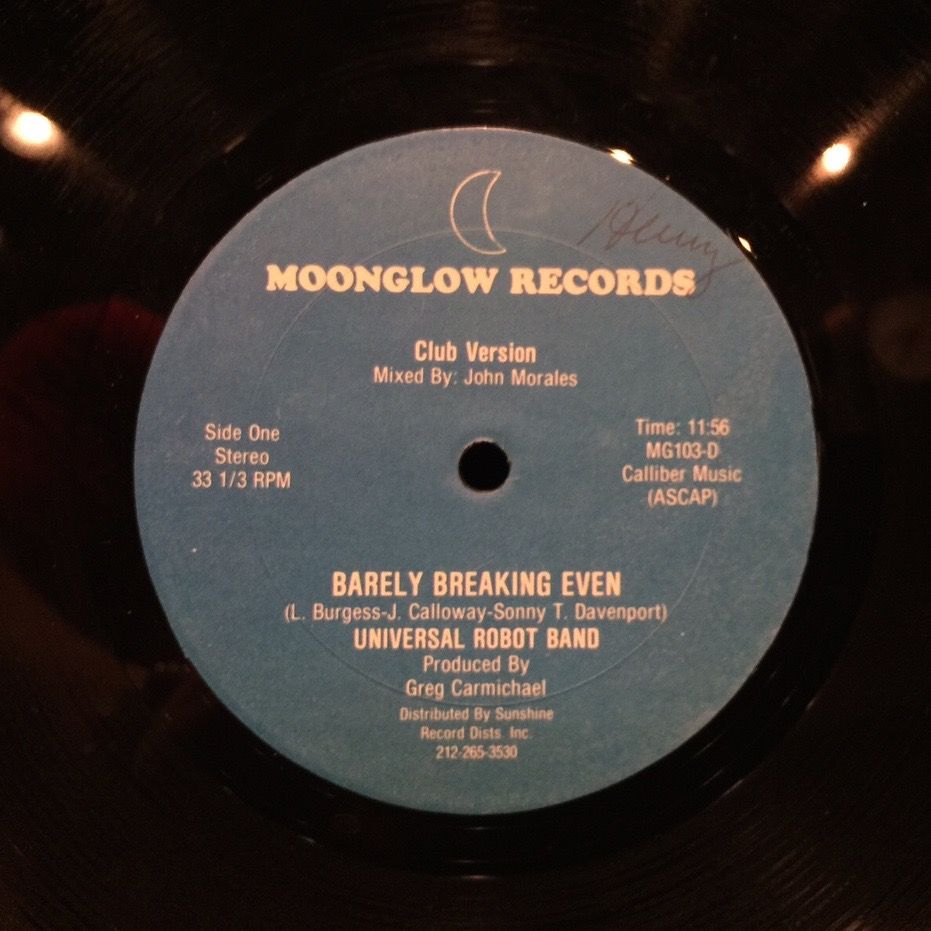 MOONGLOW RECORDS
Club Version
Mixed By: John Morales
Side One
Stereo
33 1/3 RPM
Time: 11:56
MG103-D
Calliber Music
(ASCAP)
BARELY BREAKING EVEN
(L. Burgess-J. Calloway-Sonny T. Davenport)
UNIVERSAL ROBOT BAND
Produced By
Greg Carmichael
Distributed By Sunshine
Record Dists. Inc.
212-265-3530